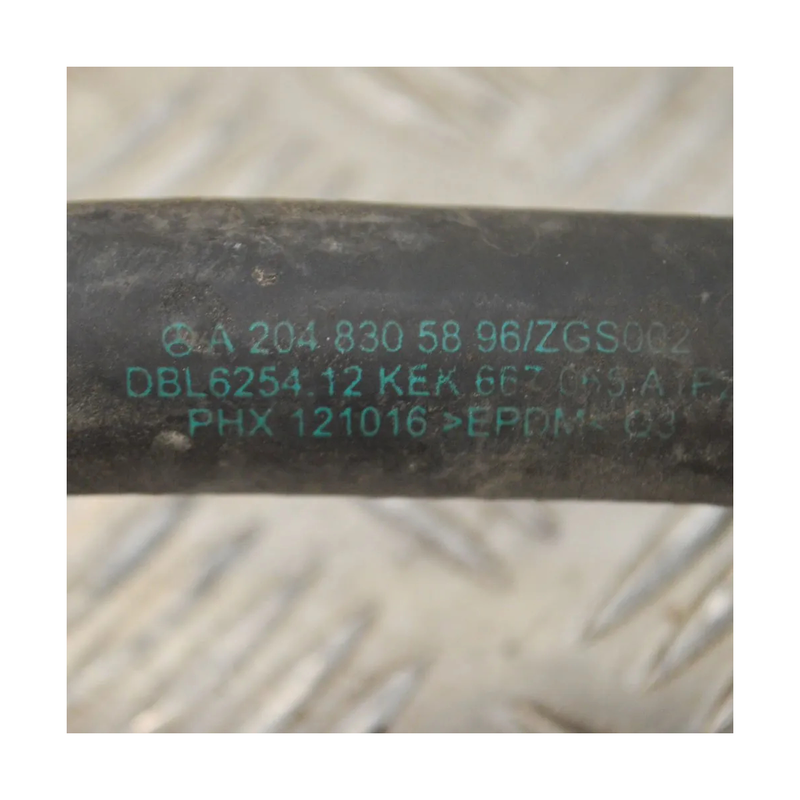 A 204 830 58 96/ZGS002
DBL6254.12 KEK
PHX 121016 >EPDM<